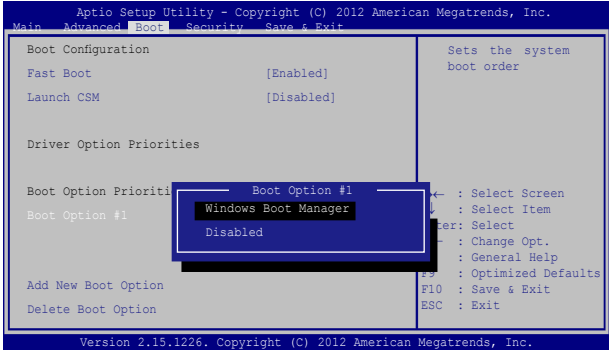 Aptio Setup Utility - Copyright (C) 2012 American Megatrends, Inc.
Main Advanced Boot Security Save & Exit
Boot Configuration
Fast Boot [Enabled]
Launch CSM [Disabled]
Driver Option Priorities
Boot Option Prioriti
Boot Option #1
Add New Boot Option
Delete Boot Option
Boot Option #1
Windows Boot Manager
Disabled
Sets the system
boot order
← : Select Screen
↓ : Select Item
ter: Select
- : Change Opt.
: General Help
F9 : Optimized Defaults
F10 : Save & Exit
ESC : Exit
Version 2.15.1226. Copyright (C) 2012 American Megatrends, Inc.